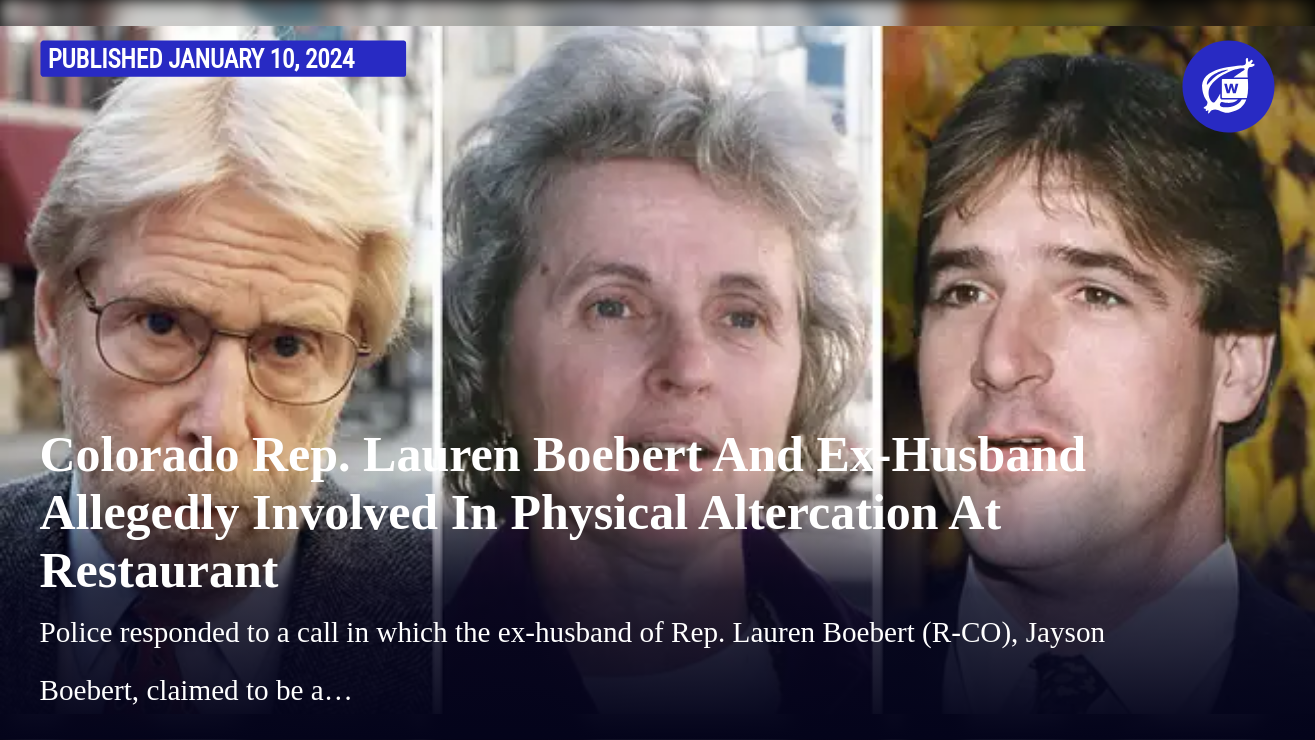 PUBLISHED JANUARY 10, 2024
W
Colorado Rep. Lauren Boebert And Ex-Husband
Allegedly Involved In Physical Altercation At
Restaurant
Police responded to a call in which the ex-husband of Rep. Lauren Boebert (R-CO), Jayson
Boebert, claimed to be a…